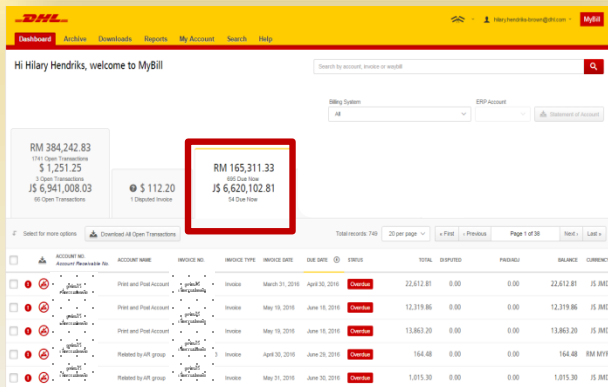 DHL
hilary.hendriks-brown@dhl.com
MyBill
Dashboard Archive Downloads Reports My Account Search Help
Hi Hilary Hendriks, welcome to MyBill
Search by account, invoice or waybill
Billing System ERP Account
All Statement of Account
RM 384,242.83
1741 Open Transactions
$ 1,251.25
3 Open Transactions
J$ 6,941,008.03
66 Open Transactions
$ 112.20
1 Disputed Invoice
RM 165,311.33
695 Due Now
J$ 6,620,102.81
54 Due Now
Select for more options Download All Open Transactions Total records: 749 20 per page « First ‹ Previous Page 1 of 38 Next › Last »
ACCOUNT NO. ACCOUNT NAME INVOICE NO. INVOICE TYPE INVOICE DATE DUE DATE STATUS TOTAL DISPUTED PAID/ADJ BALANCE CURRENCY
Account Receivable No.
Print and Post Account Invoice March 31, 2016 April 30, 2016 Overdue 22,612.81 0.00 0.00 22,612.81 J$ JMD
Print and Post Account Invoice May 19, 2016 June 18, 2016 Overdue 12,319.86 0.00 0.00 12,319.86 J$ JMD
Print and Post Account Invoice May 19, 2016 June 18, 2016 Overdue 13,863.20 0.00 0.00 13,863.20 J$ JMD
Related by AR group 3 Invoice April 30, 2016 June 29, 2016 Overdue 164.48 0.00 0.00 164.48 RM MYR
Related by AR group Invoice May 31, 2016 June 30, 2016 Overdue 1,015.30 0.00 0.00 1,015.30 J$ JMD